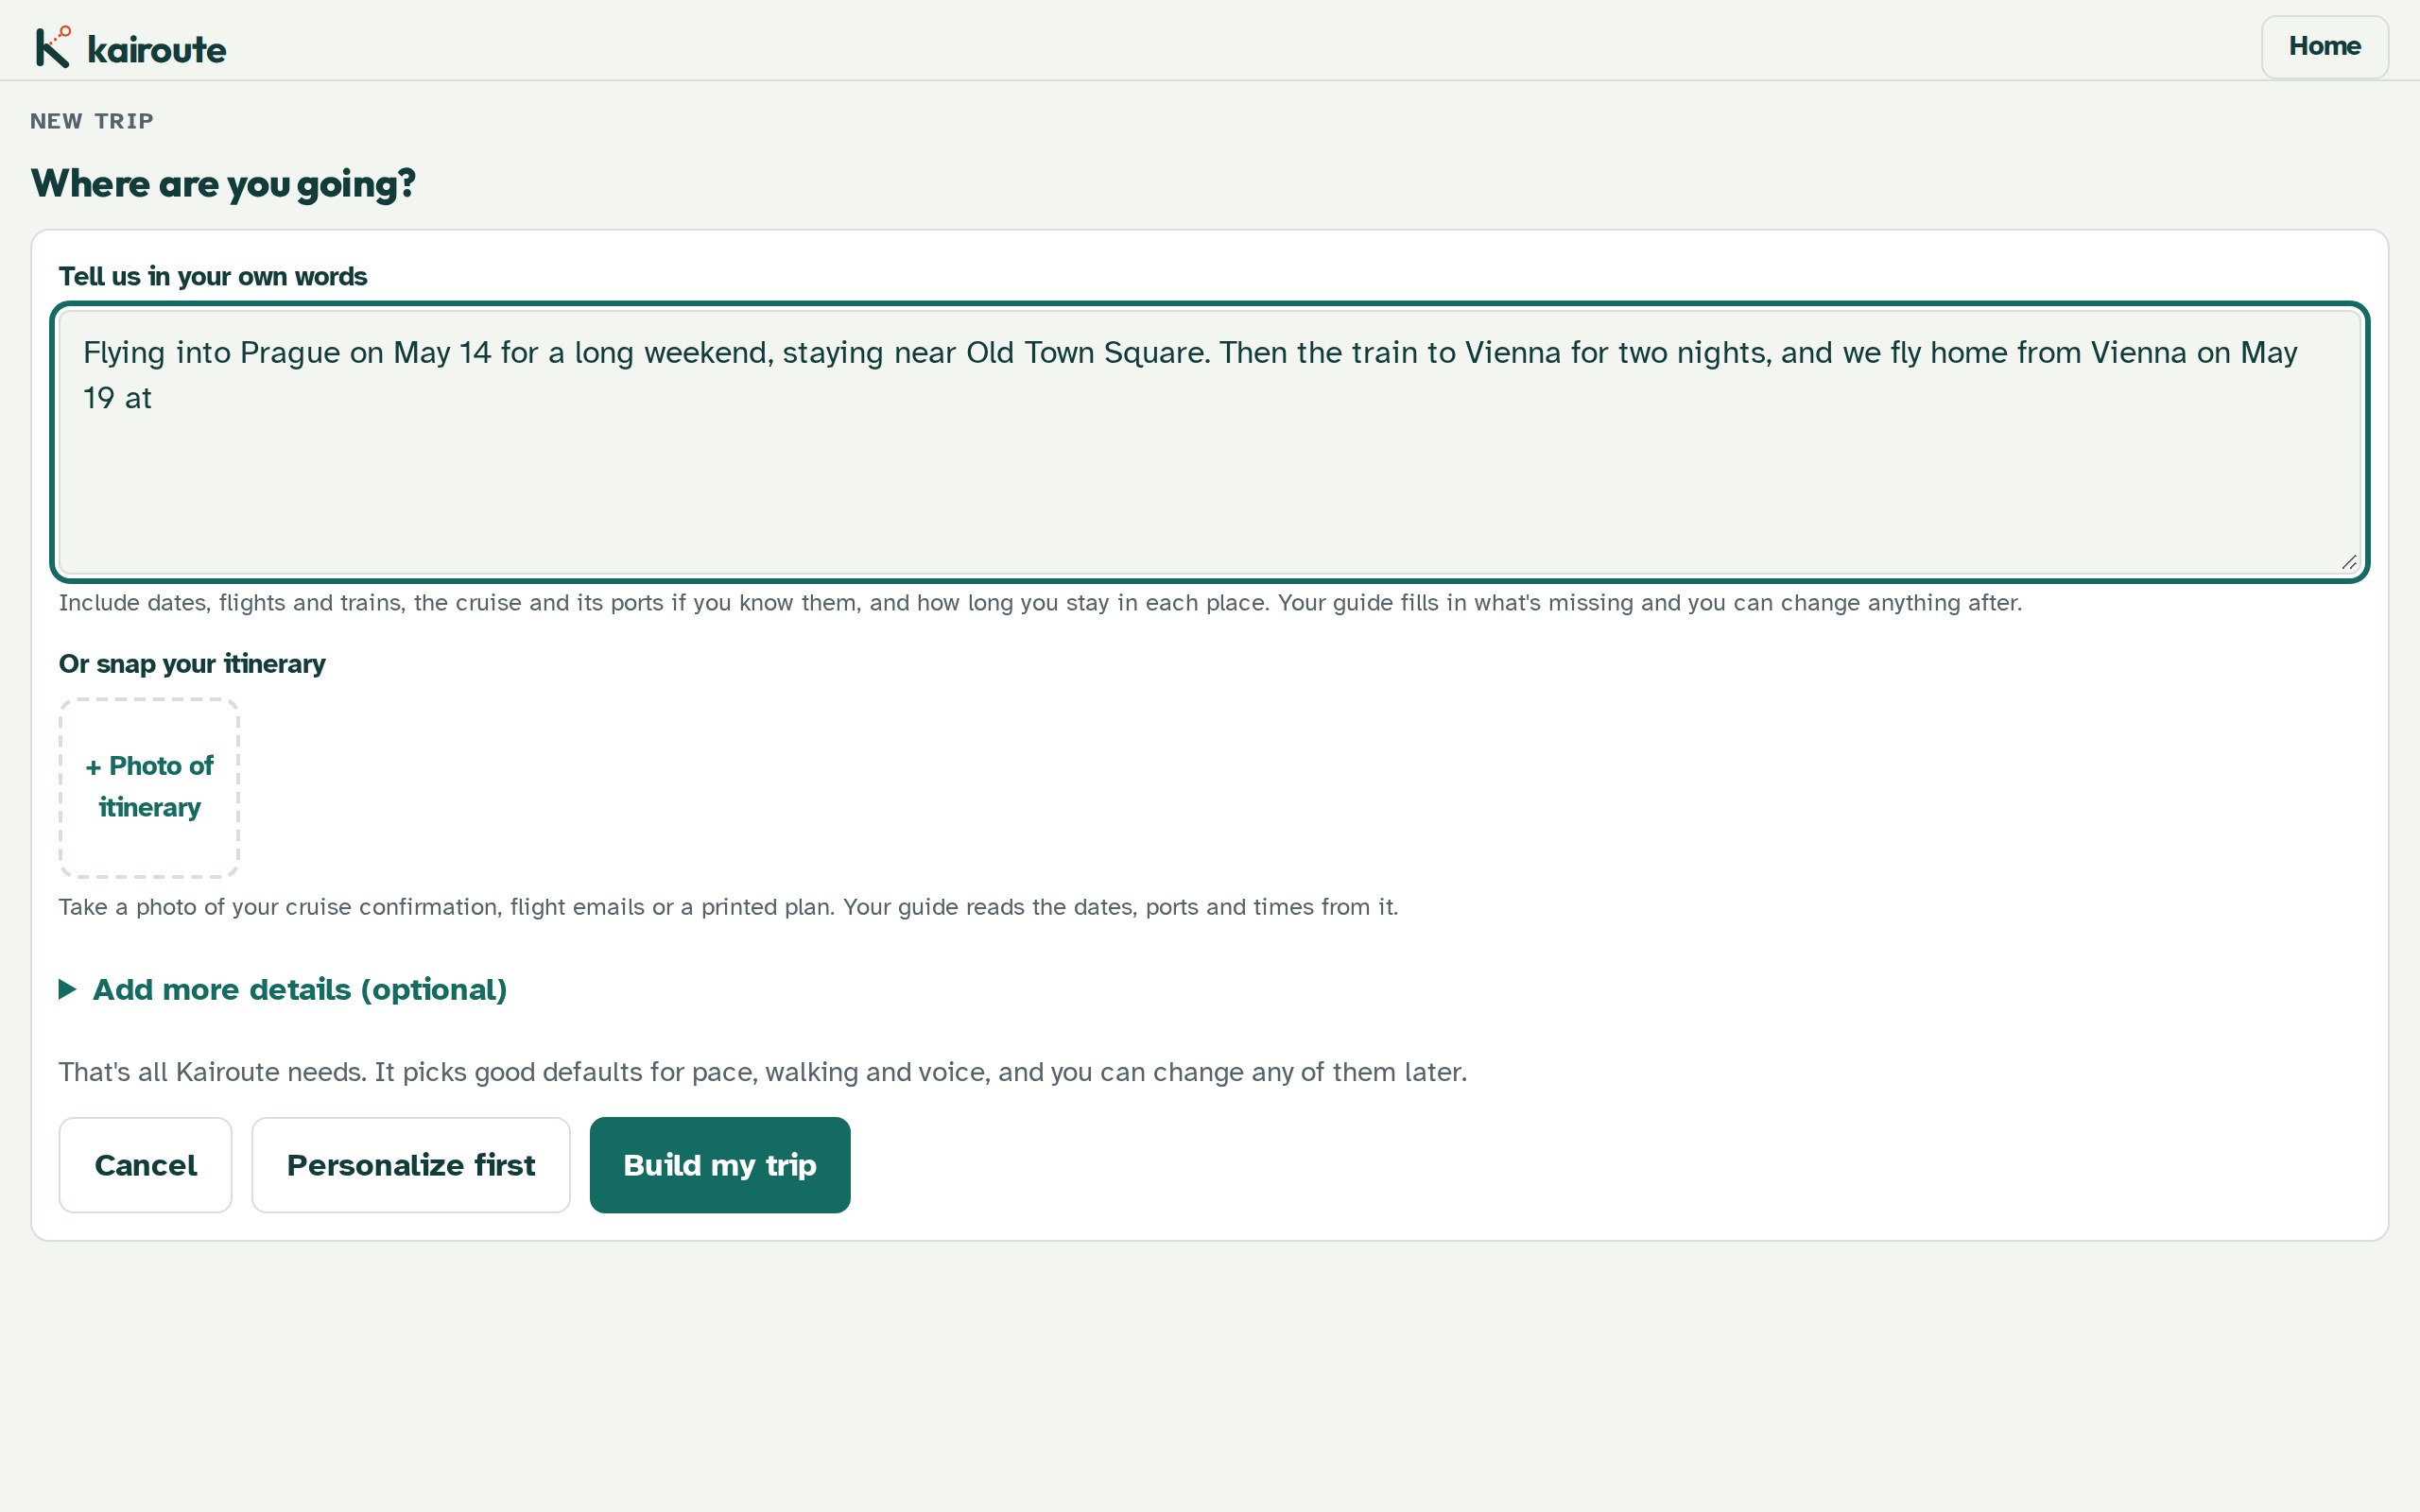 kairoute
Home
NEW TRIP
Where are you going?
Tell us in your own words
Flying into Prague on May 14 for a long weekend, staying near Old Town Square. Then the train to Vienna for two nights, and we fly home from Vienna on May
19 at
Include dates, flights and trains, the cruise and its ports if you know them, and how long you stay in each place. Your guide fills in what's missing and you can change anything after.
Or snap your itinerary
+ Photo of
itinerary
Take a photo of your cruise confirmation, flight emails or a printed plan. Your guide reads the dates, ports and times from it.
Add more details (optional)
That's all Kairoute needs. It picks good defaults for pace, walking and voice, and you can change any of them later.
Cancel
Personalize first
Build my trip